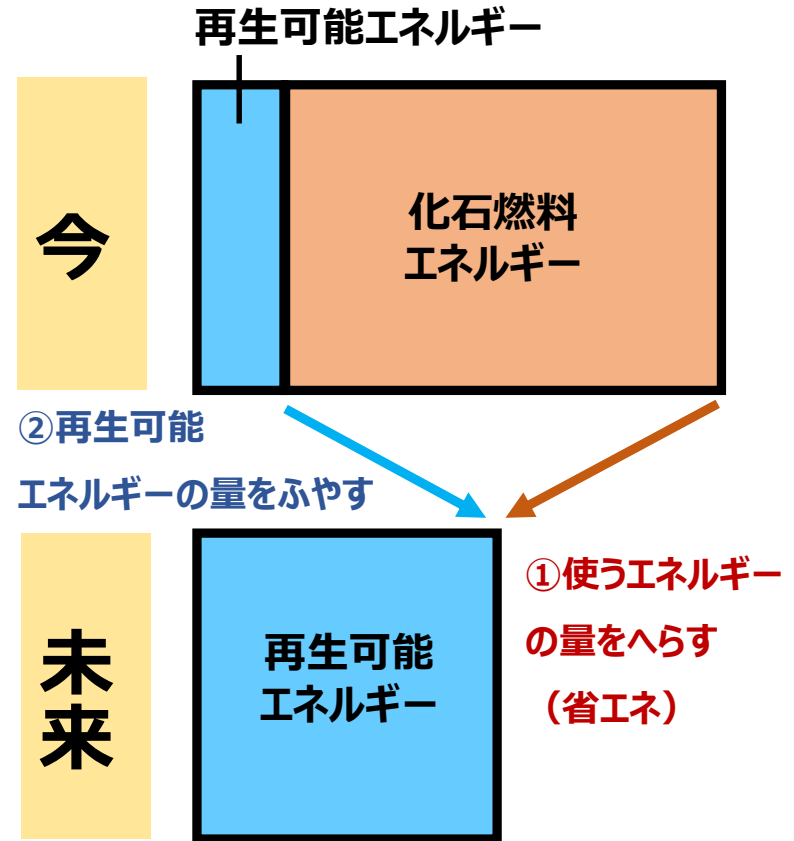 再生可能エネルギー
今
化石燃料
エネルギー
②再生可能
エネルギーの量をふやす
未来
再生可能
エネルギー
①使うエネルギー
の量をへらす
（省エネ）